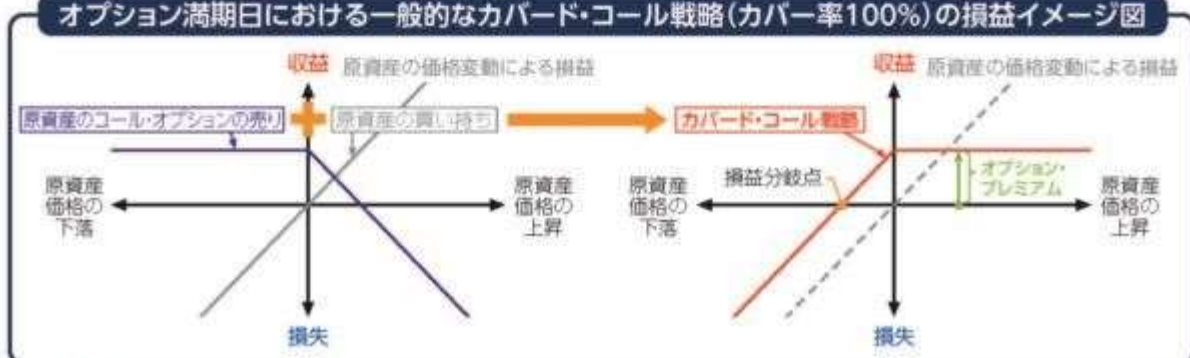 オプション満期日における一般的なカバード・コール戦略(カバー率100%)の損益イメージ図
収益
原資産の価格変動による損益
原資産のコール・オプションの売り
原資産の買い持ち
原資産
価格の
下落
原資産
価格の
上昇
損失
収益
原資産の価格変動による損益
カバード・コール戦略
損益分岐点
オプション・
プレミアム
原資産
価格の
下落
原資産
価格の
上昇
損失